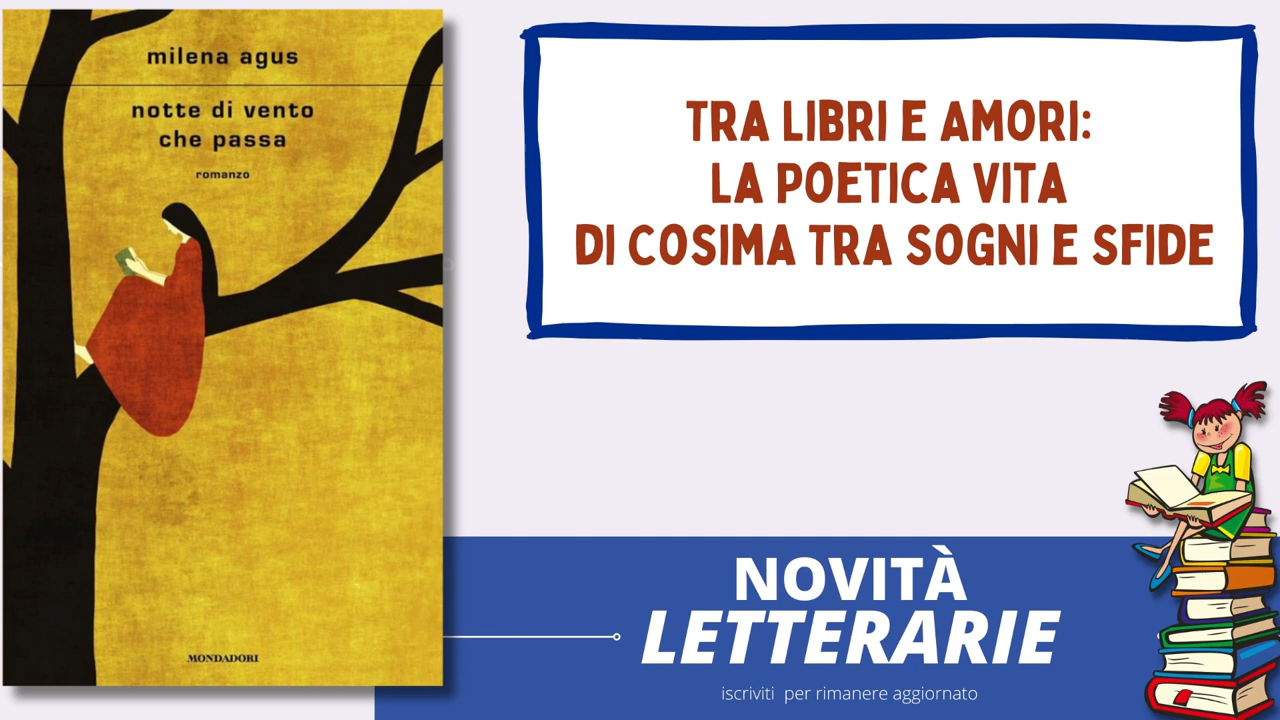 milena agus
notte di vento
che passa
romanzo
MONDADORI
TRA LIBRI E AMORI:
LA POETICA VITA
DI COSIMA TRA SOGNI E SFIDE
NOVITÀ
LETTERARIE
iscriviti per rimanere aggiornato